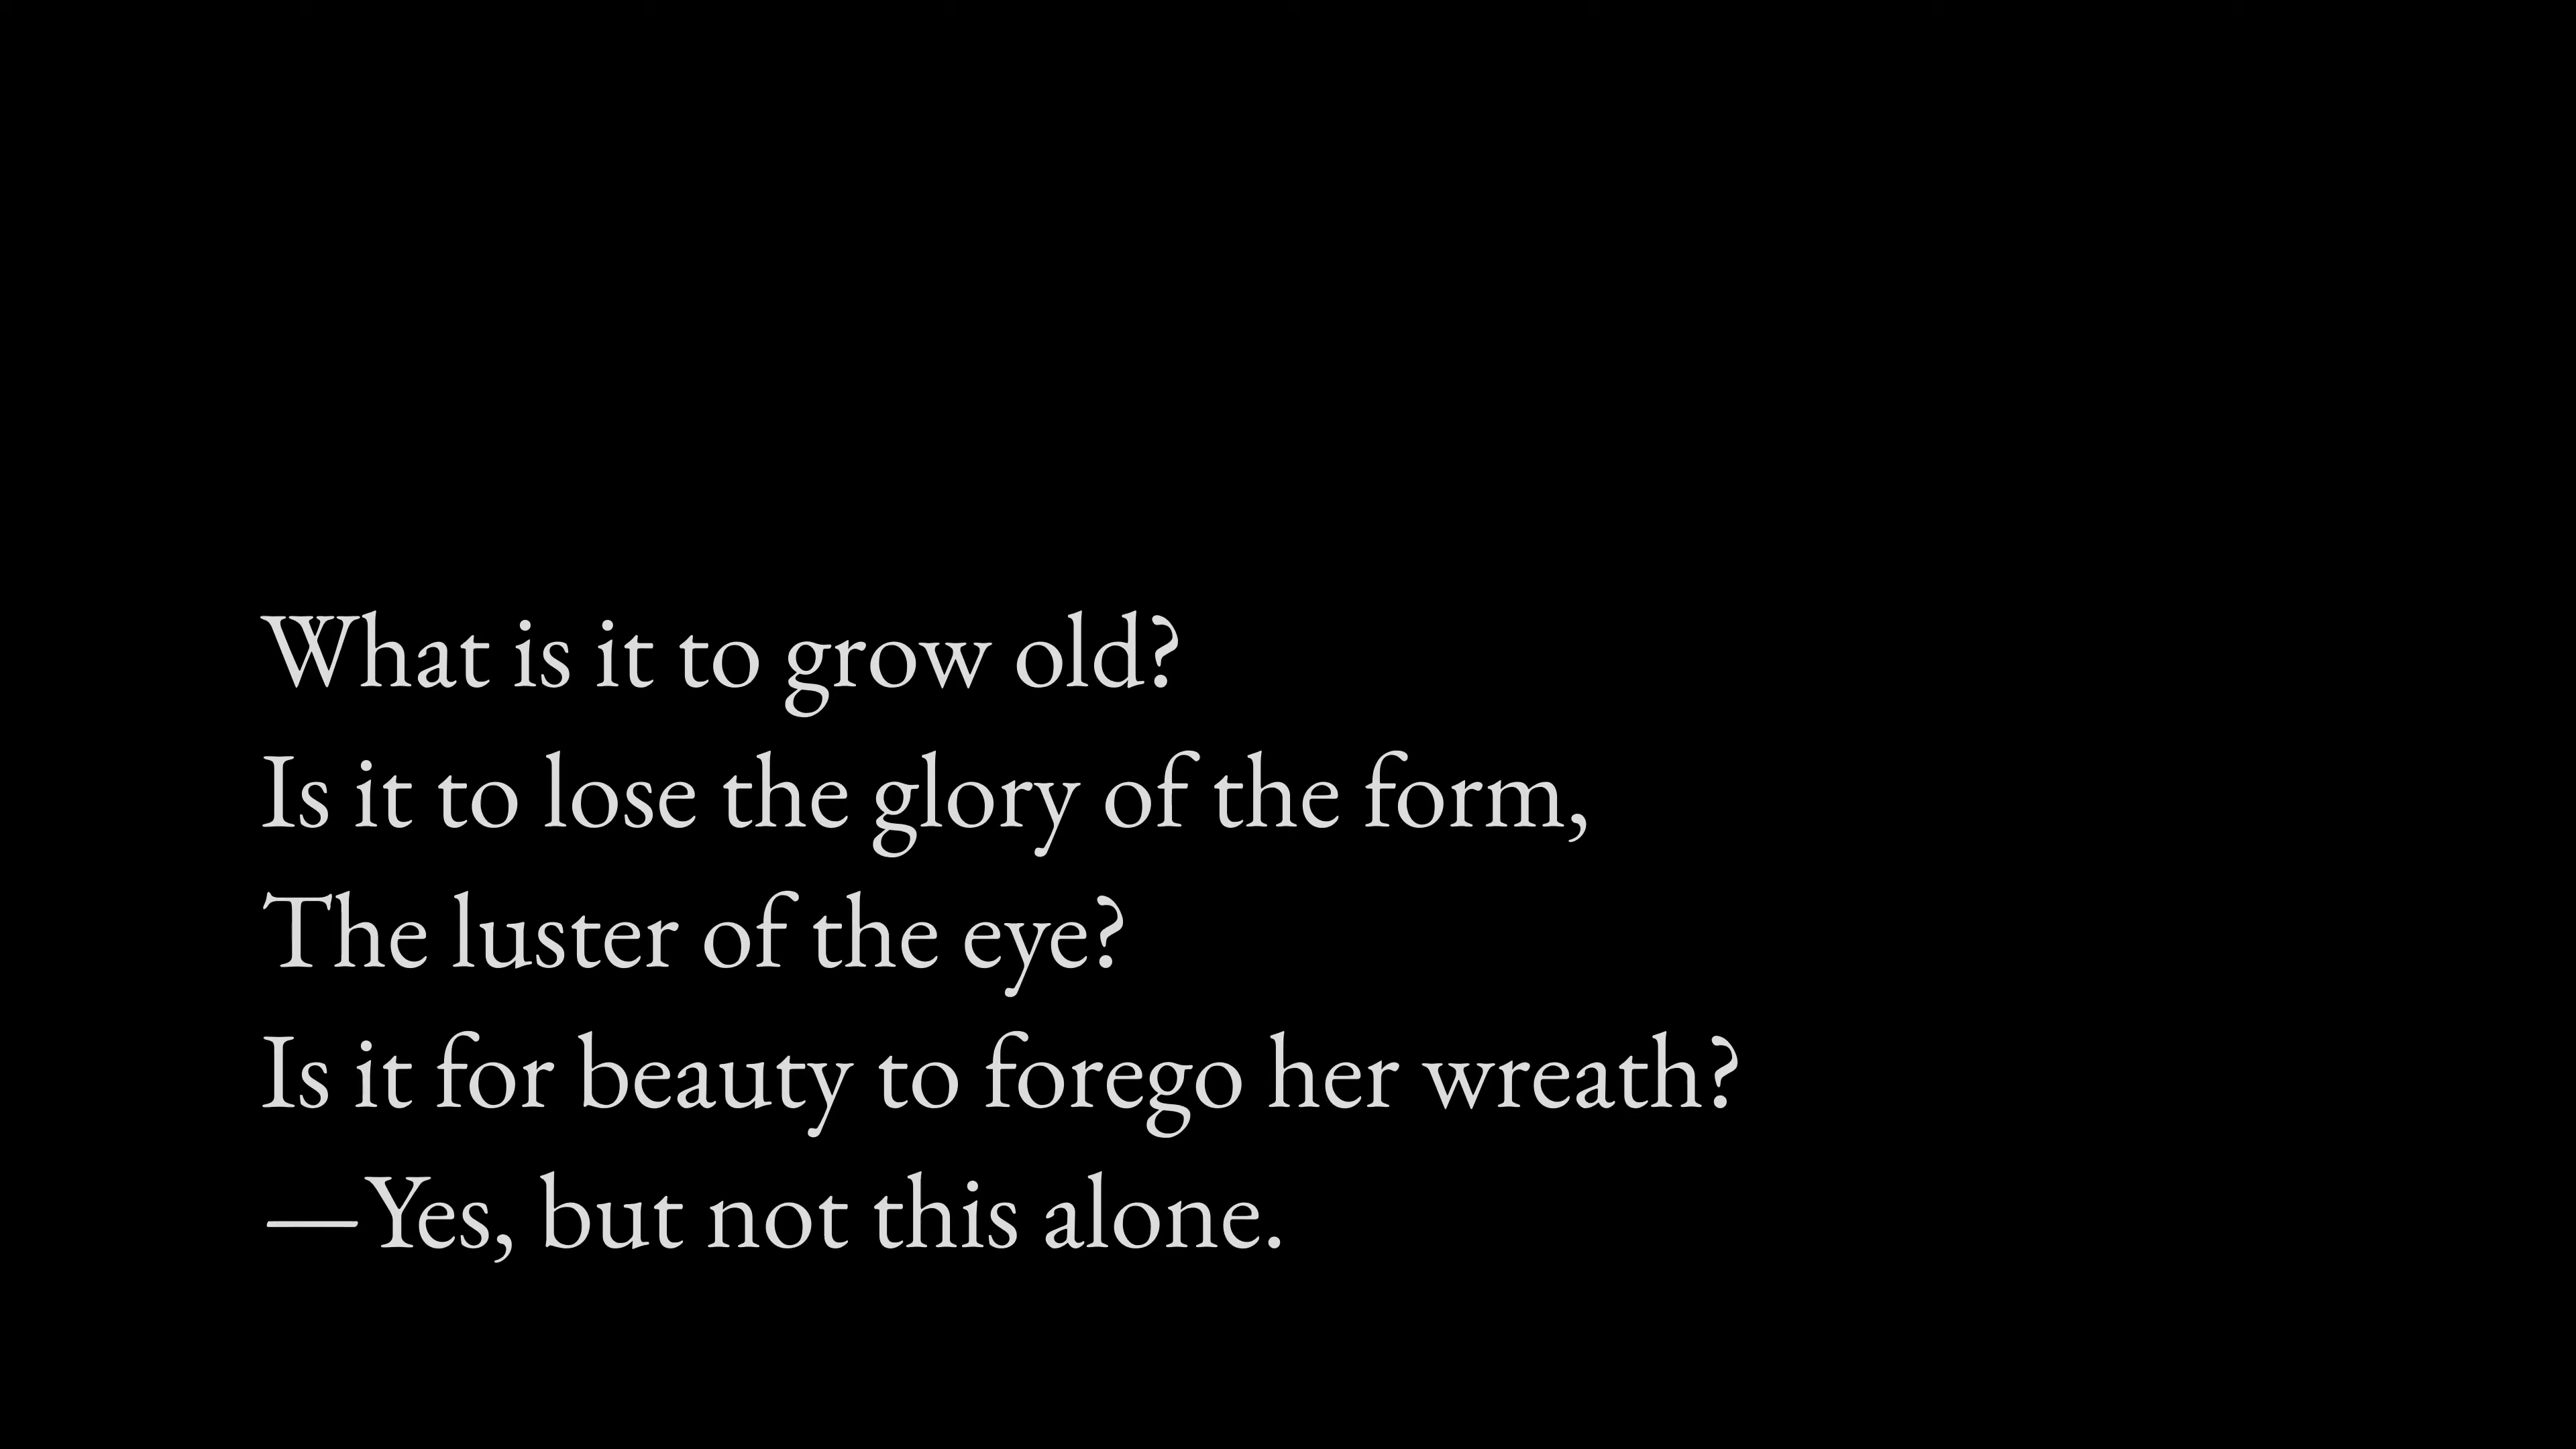 What is it to grow old?
Is it to lose the glory of the form,
The luster of the eye?
Is it for beauty to forego her wreath?
—Yes, but not this alone.